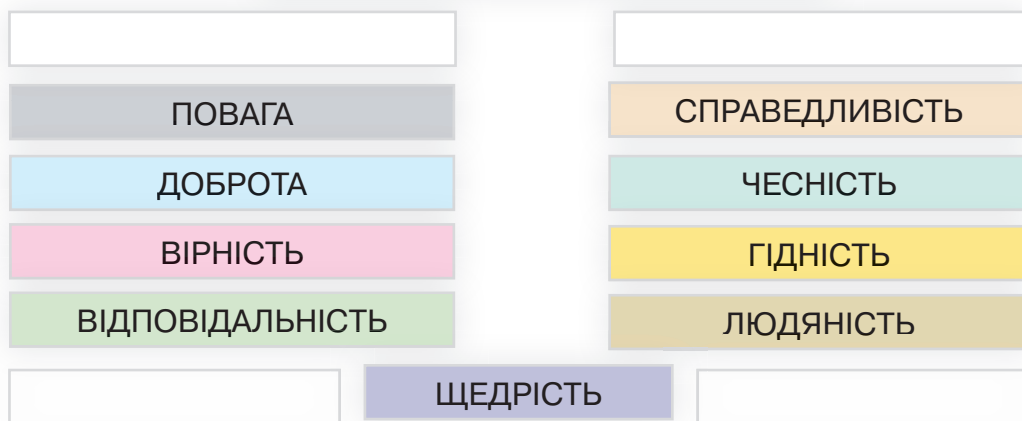 ПОВАГА
ДОБРОТА
ВІРНІСТЬ
ВІДПОВІДАЛЬНІСТЬ
СПРАВЕДЛИВІСТЬ
ЧЕСНІСТЬ
ГІДНІСТЬ
ЛЮДЯНІСТЬ
ЩЕДРІСТЬ